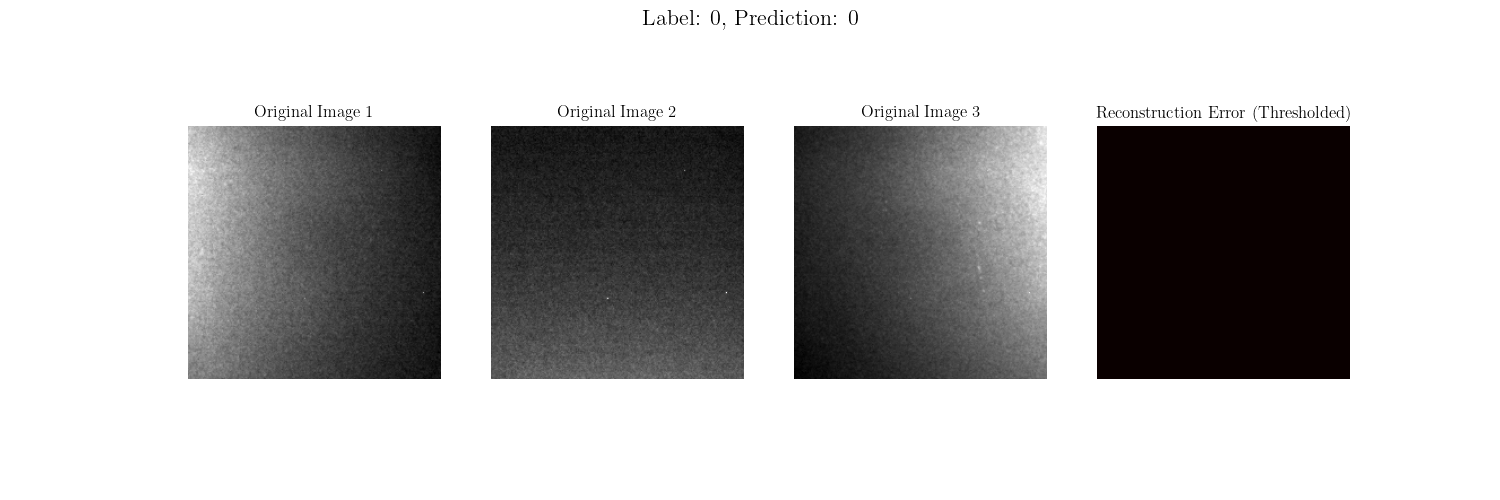 Label: 0, Prediction: 0
Original Image 1
Original Image 2
Original Image 3
Reconstruction Error (Thresholded)